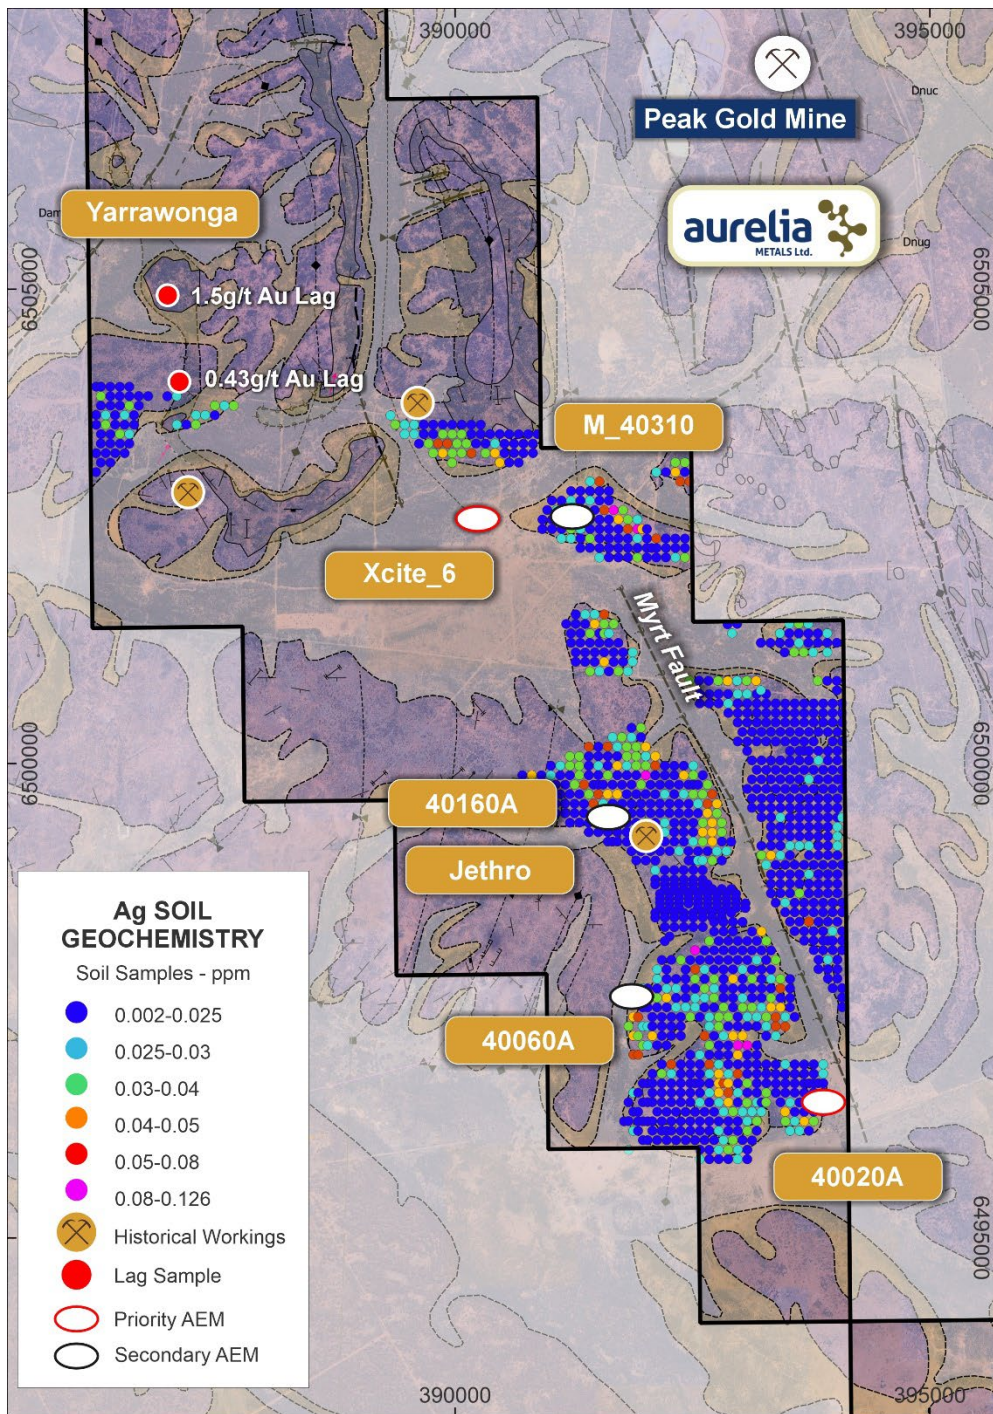 390000
395000
Dnuc
Peak Gold Mine
Yarrawonga
aurelia
METALS Ltd.
Dnug
6505000
6505000
1.5g/t Au Lag
0.43g/t Au Lag
M_40310
Xcite_6
Myrt Fault
6500000
6500000
40160A
Jethro
40060A
40020A
6495000
Ag SOIL
GEOCHEMISTRY
Soil Samples - ppm
0.002-0.025
0.025-0.03
0.03-0.04
0.04-0.05
0.05-0.08
0.08-0.126
Historical Workings
Lag Sample
Priority AEM
Secondary AEM
390000
395000